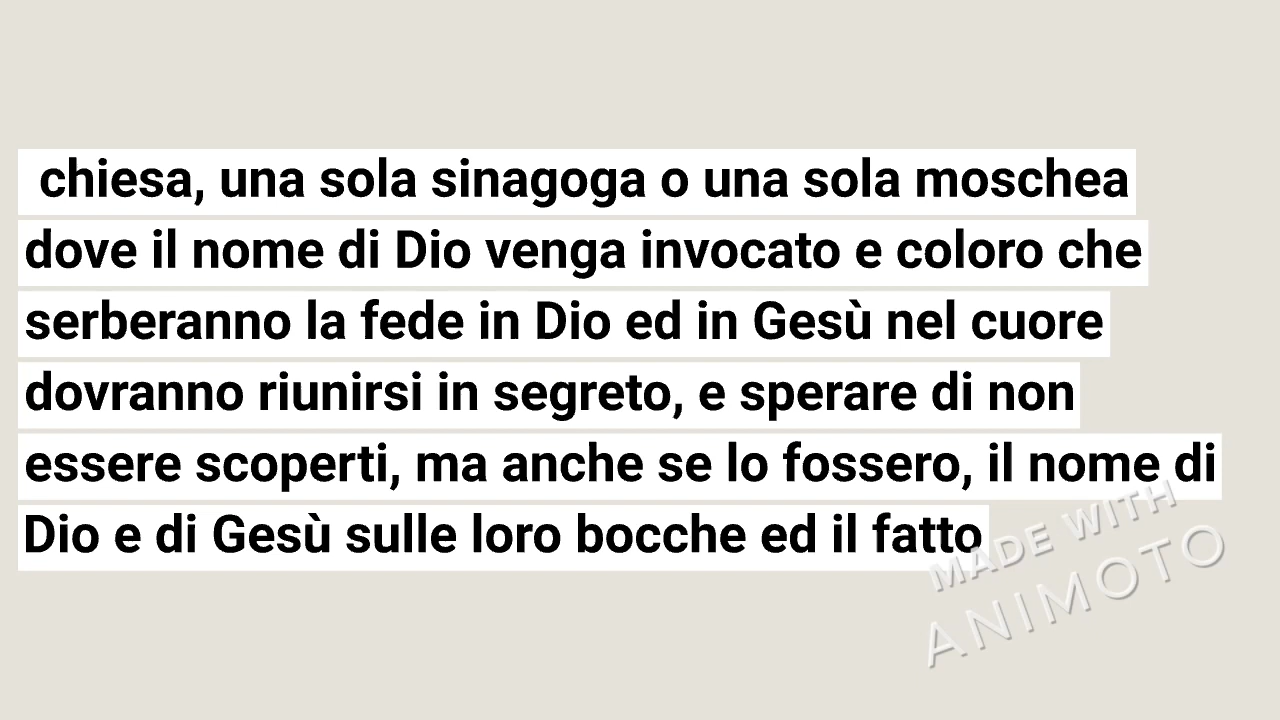 chiesa, una sola sinagoga o una sola moschea
dove il nome di Dio venga invocato e coloro che
serberanno la fede in Dio ed in Gesù nel cuore
dovranno riunirsi in segreto, e sperare di non
essere scoperti, ma anche se lo fossero, il nome di
Dio e di Gesù sulle loro bocche ed il fatto
MADE WITH
ANIMOTO